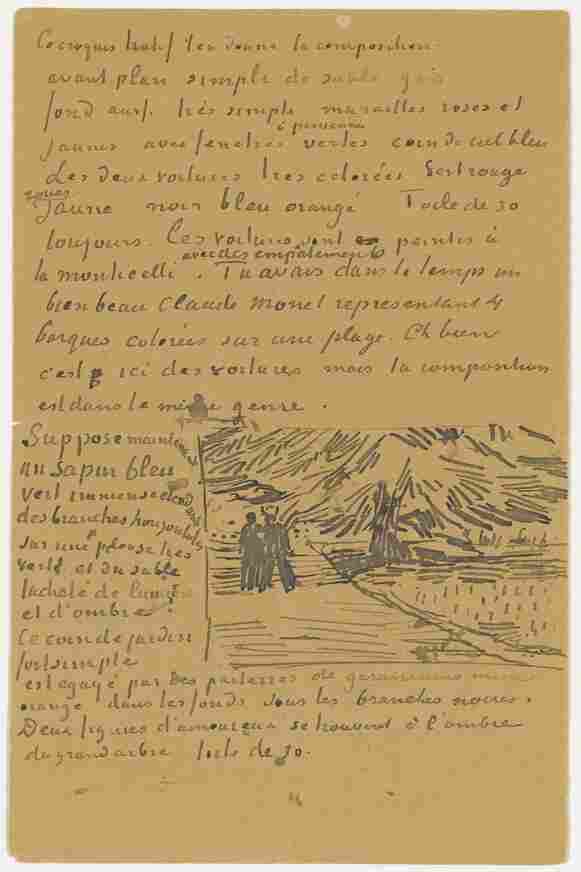 Ce croquis hatif t'en donne la composition.
avant plan simple de sable gris
fond aussi très simple murailles roses et
à persiennes
jaunes avec fenetres vertes coin de ciel bleu
Les deux voitures très colorées vert rouge
roues
jaune noir bleu orangé Toile de 30
toujours. Les voitures sont peintes à
avec des empatements
la monticelli. Tu avais dans le temps un
bien beau Claude Monet representant 4
barques colorées sur une plage. Eh bien
c'est ici des voitures mais la composition
est dans le même genre.
Suppose maintenant
un sapin bleu
vert immense etendant
des branches horizontales
sur une pelouse très
verte et du sable
tacheté de lumière
et d'ombre.
Ce coin de jardin
fort simple
est egayé par Des parterres de geraniums mine
orange dans les fonds sous les branches noires.
Deux figures d'amoureux se trouvent à l'ombre
du grand arbre toile de 30.